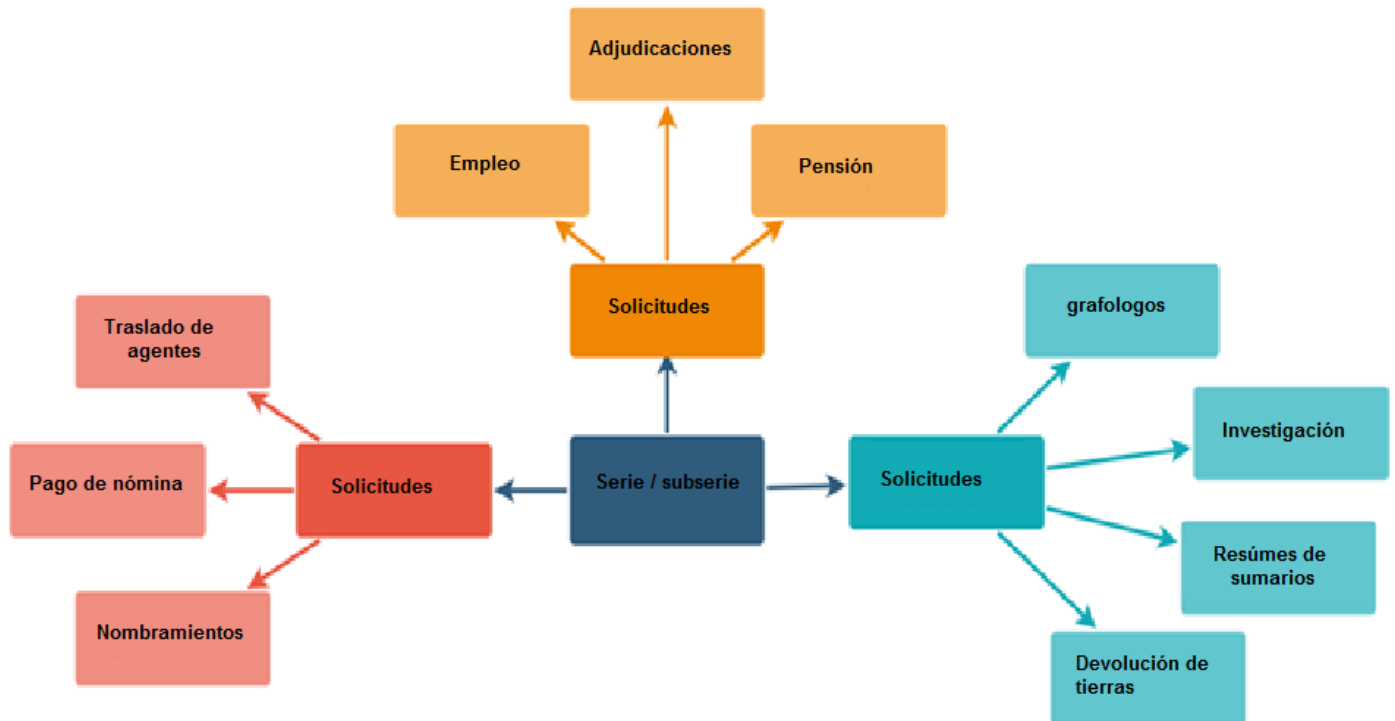 Adjudicaciones
Empleo
Pensión
Solicitudes
grafologos
Traslado de
agentes
Investigación
Pago de nómina
Solicitudes
Serie / subserie
Solicitudes
Resúmes de
sumarios
Nombramientos
Devolución de
tierras